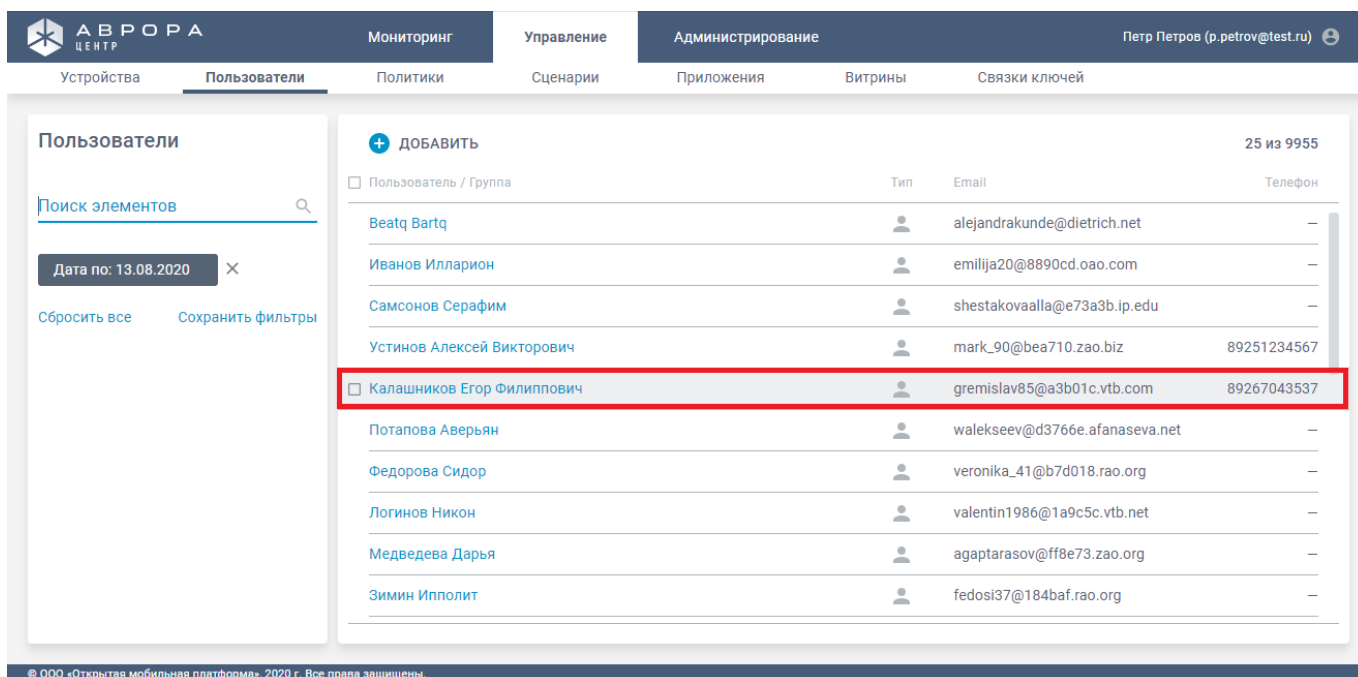 АВРОРА
ЦЕНТР
Мониторинг Управление Администрирование Петр Петров (p.petrov@test.ru)
Устройства Пользователи Политики Сценарии Приложения Витрины Связки ключей
Пользователи
Поиск элементов
Дата по: 13.08.2020
Сбросить все Сохранить фильтры
ДОБАВИТЬ 25 из 9955
Пользователь / Группа Тип Email Телефон
Beatq Bartq alejandrakunde@dietrich.net —
Иванов Илларион emilija20@8890cd.oao.com —
Самсонов Серафим shestakovaalla@e73a3b.ip.edu —
Устинов Алексей Викторович mark_90@bea710.zao.biz 89251234567
Калашников Егор Филиппович gremislav85@a3b01c.vtb.com 89267043537
Потапова Аверьян walekseev@d3766e.afanaseva.net —
Федорова Сидор veronika_41@b7d018.rao.org —
Логинов Никон valentin1986@1a9c5c.vtb.net —
Медведева Дарья agaptarasov@ff8e73.zao.org —
Зимин Ипполит fedosi37@184baf.rao.org —
© ООО «Открытая мобильная платформа», 2020 г. Все права защищены.